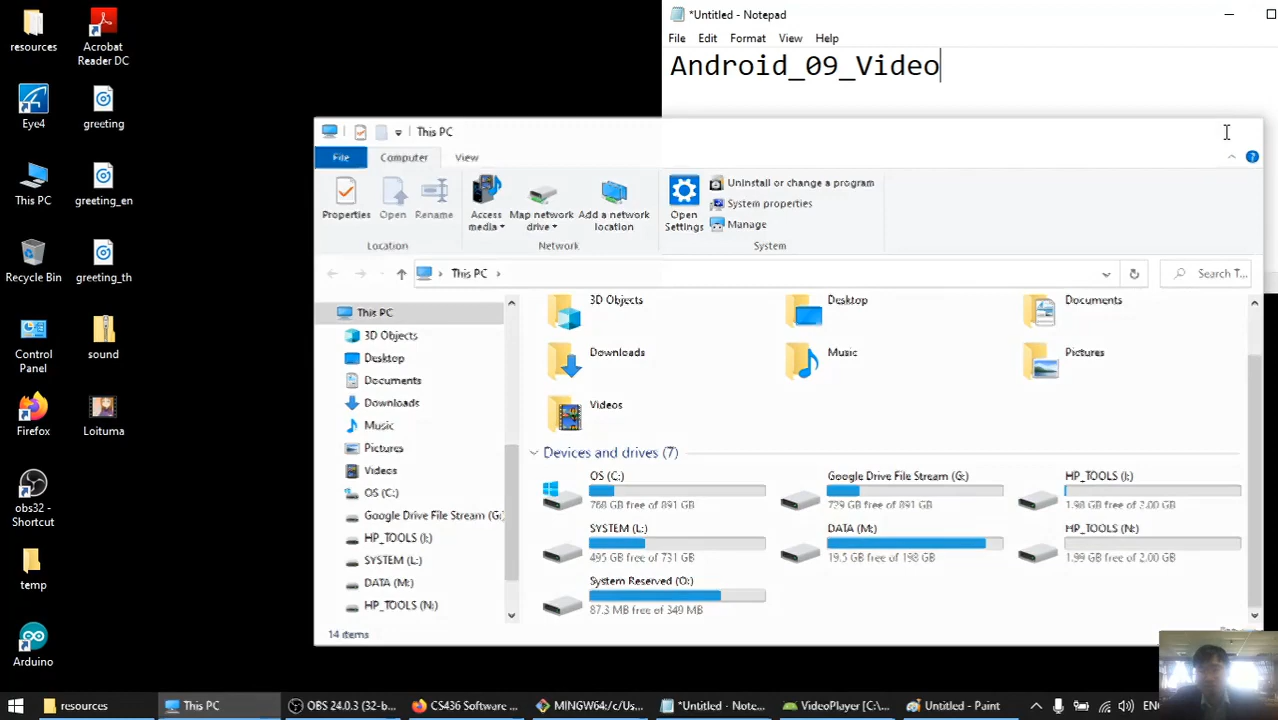 resources
Acrobat
Reader DC
Eye4
greeting
This PC
greeting_en
Recycle Bin
greeting_th
Control
Panel
sound
Firefox
Loituma
obs32 -
Shortcut
temp
Arduino
*Untitled - Notepad
File Edit Format View Help
Android_09_Video
This PC
File Computer View
Properties Open Rename
Location
Access
media
Map network
drive
Add a network
location
Network
Open
Settings
Uninstall or change a program
System properties
Manage
System
This PC
Search T...
This PC
3D Objects
Desktop
Documents
Downloads
Music
Pictures
Videos
OS (C:)
Google Drive File Stream (G:)
HP_TOOLS (I:)
SYSTEM (L:)
DATA (M:)
HP_TOOLS (N:)
3D Objects
Desktop
Documents
Downloads
Music
Pictures
Videos
Devices and drives (7)
OS (C:)
768 GB free of 891 GB
Google Drive File Stream (G:)
729 GB free of 891 GB
HP_TOOLS (I:)
1.98 GB free of 2.00 GB
SYSTEM (L:)
495 GB free of 731 GB
DATA (M:)
19.5 GB free of 198 GB
HP_TOOLS (N:)
1.99 GB free of 2.00 GB
System Reserved (O:)
87.3 MB free of 349 MB
14 items
resources
This PC
OBS 24.0.3 (32-b...
CS436 Software ...
MINGW64:/c/Us...
*Untitled - Note...
VideoPlayer [C:\...
Untitled - Paint
ENG